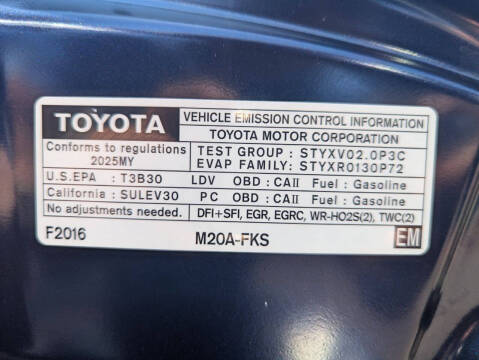 TOYOTA
VEHICLE EMISSION CONTROL INFORMATION
TOYOTA MOTOR CORPORATION
Conforms to regulations
2025MY
TEST GROUP : STYXV02.0P3C
EVAP FAMILY: STYXR0130P72
U.S.EPA : T3B30 LDV OBD : CAII Fuel : Gasoline
California : SULEV30 PC OBD : CAII Fuel : Gasoline
No adjustments needed. DFI+SFI, EGR, EGRC, WR-HO2S(2), TWC(2)
F2016 M20A-FKS EM